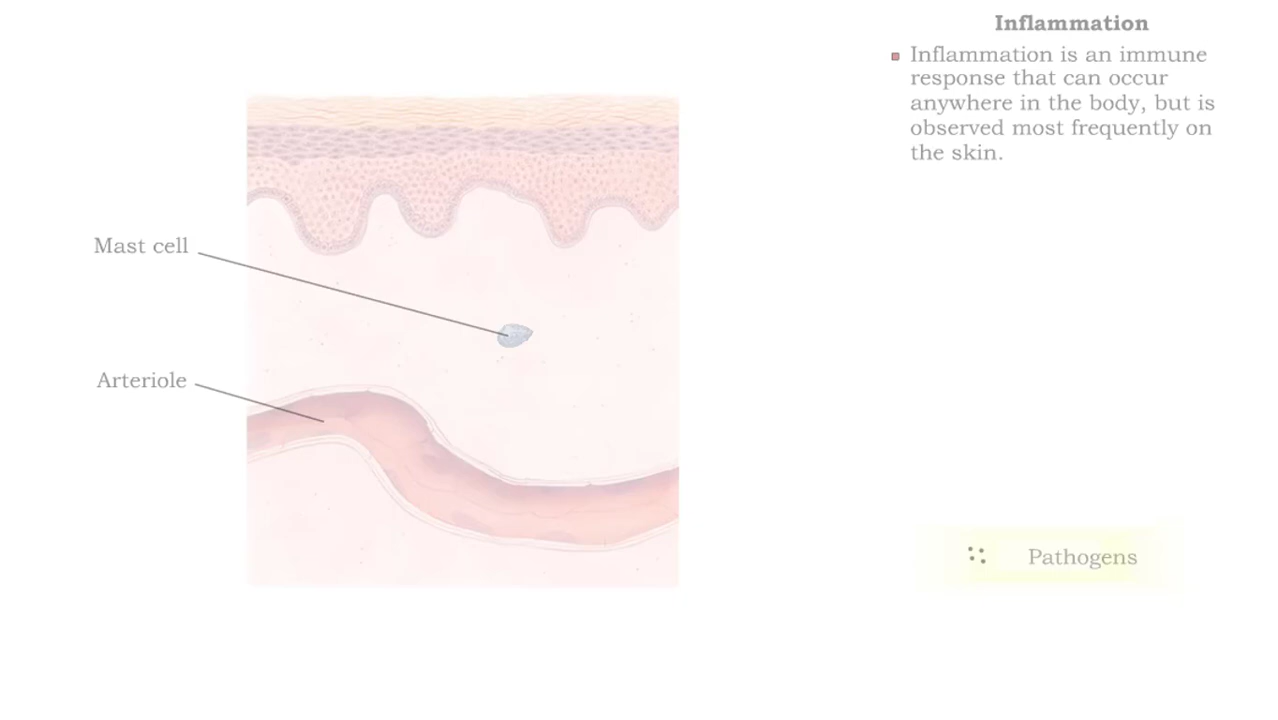 Inflammation
Inflammation is an immune
response that can occur
anywhere in the body, but is
observed most frequently on
the skin.
Mast cell
Arteriole
Pathogens